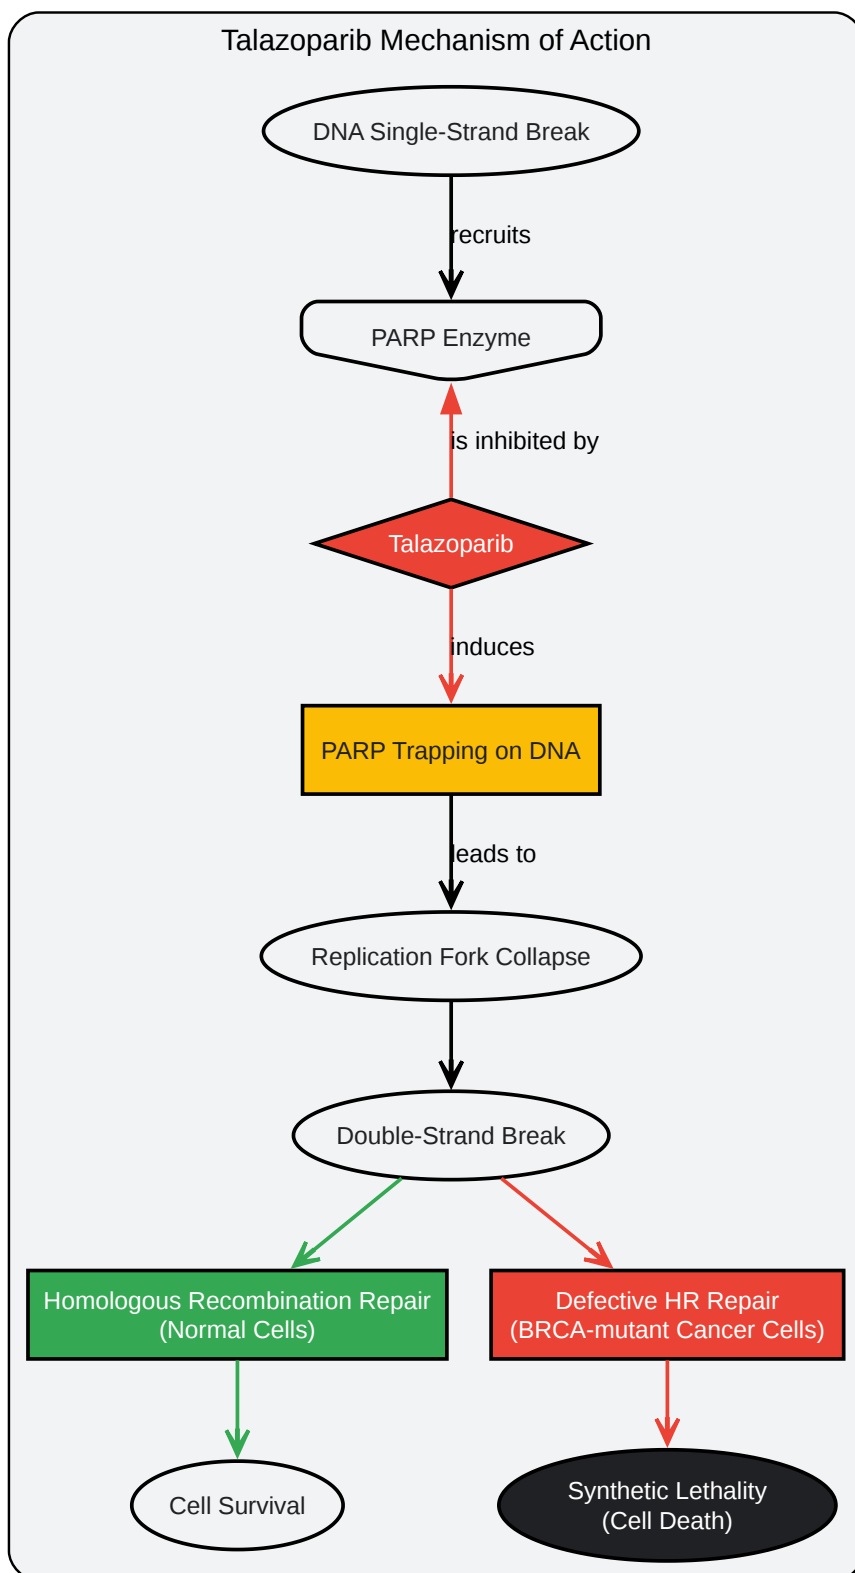 Talazoparib Mechanism of Action
DNA Single-Strand Break
recruits
PARP Enzyme
is inhibited by
Talazoparib
induces
PARP Trapping on DNA
leads to
Replication Fork Collapse
Double-Strand Break
Homologous Recombination Repair
(Normal Cells)
Defective HR Repair
(BRCA-mutant Cancer Cells)
Cell Survival
Synthetic Lethality
(Cell Death)